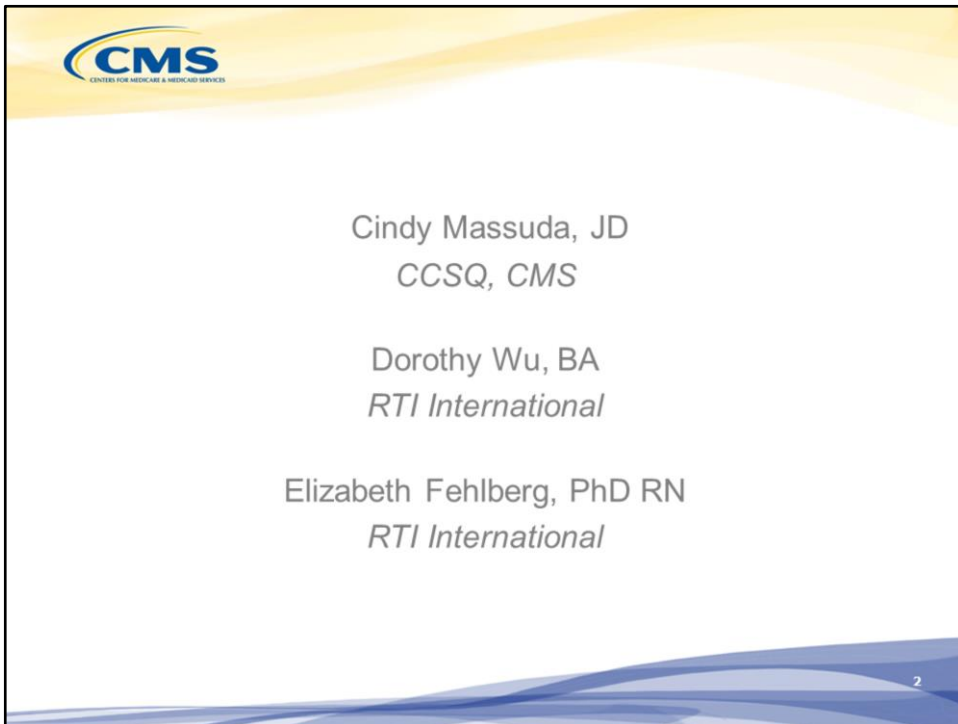 CMS
CENTERS FOR MEDICARE & MEDICAID SERVICES
Cindy Massuda, JD
CCSQ, CMS
Dorothy Wu, BA
RTI International
Elizabeth Fehlberg, PhD RN
RTI International
2